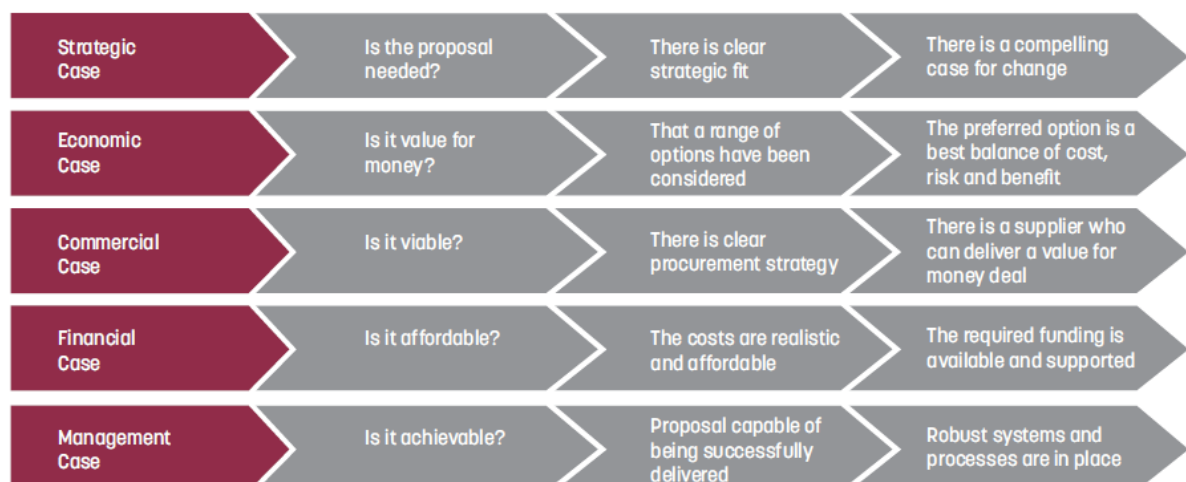 Strategic
Case
Is the proposal
needed?
There is clear
strategic fit
There is a compelling
case for change
Economic
Case
Is it value for
money?
That a range of
options have been
considered
The preferred option is a
best balance of cost,
risk and benefit
Commercial
Case
Is it viable?
There is clear
procurement strategy
There is a supplier who
can deliver a value for
money deal
Financial
Case
Is it affordable?
The costs are realistic
and affordable
The required funding is
available and supported
Management
Case
Is it achievable?
Proposal capable of
being successfully
delivered
Robust systems and
processes are in place